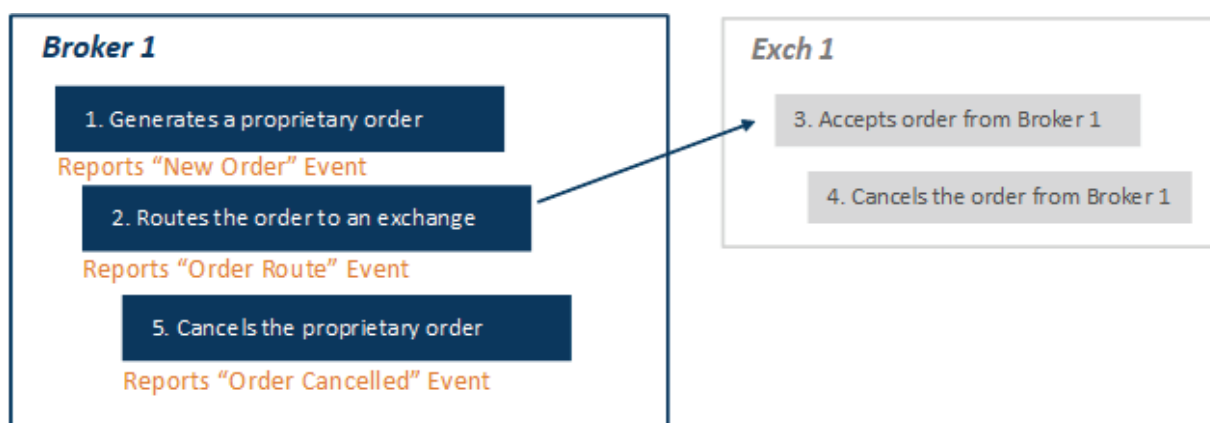 Broker 1
1. Generates a proprietary order
Reports “New Order” Event
2. Routes the order to an exchange
Reports “Order Route” Event
5. Cancels the proprietary order
Reports “Order Cancelled” Event
Exch 1
3. Accepts order from Broker 1
4. Cancels the order from Broker 1